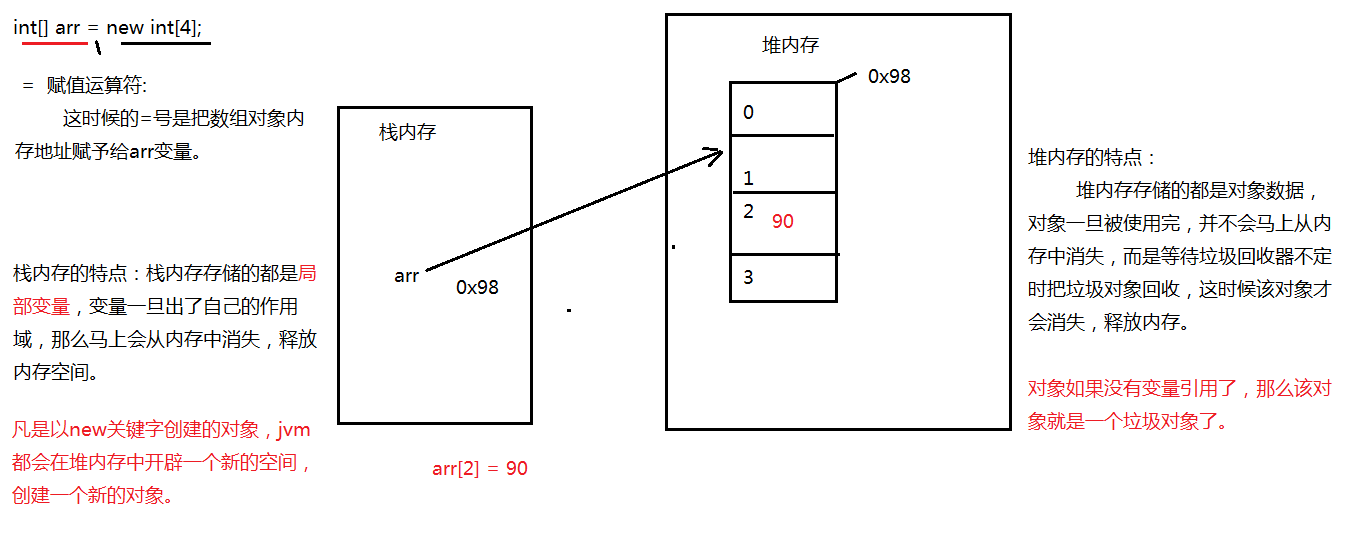 int[] arr = new int[4];
= 赋值运算符:
这时候的=号是把数组对象内
存地址赋予给arr变量。
栈内存的特点：栈内存存储的都是局
部变量，变量一旦出了自己的作用
域，那么马上会从内存中消失，释放
内存空间。
凡是以new关键字创建的对象，jvm
都会在堆内存中开辟一个新的空间，
创建一个新的对象。
栈内存
arr
0x98
arr[2] = 90
堆内存
0x98
0
1
2
90
3
堆内存的特点：
堆内存存储的都是对象数据，
对象一旦被使用完，并不会马上从内
存中消失，而是等待垃圾回收器不定
时把垃圾对象回收，这时候该对象才
会消失，释放内存。
对象如果没有变量引用了，那么该对
象就是一个垃圾对象了。